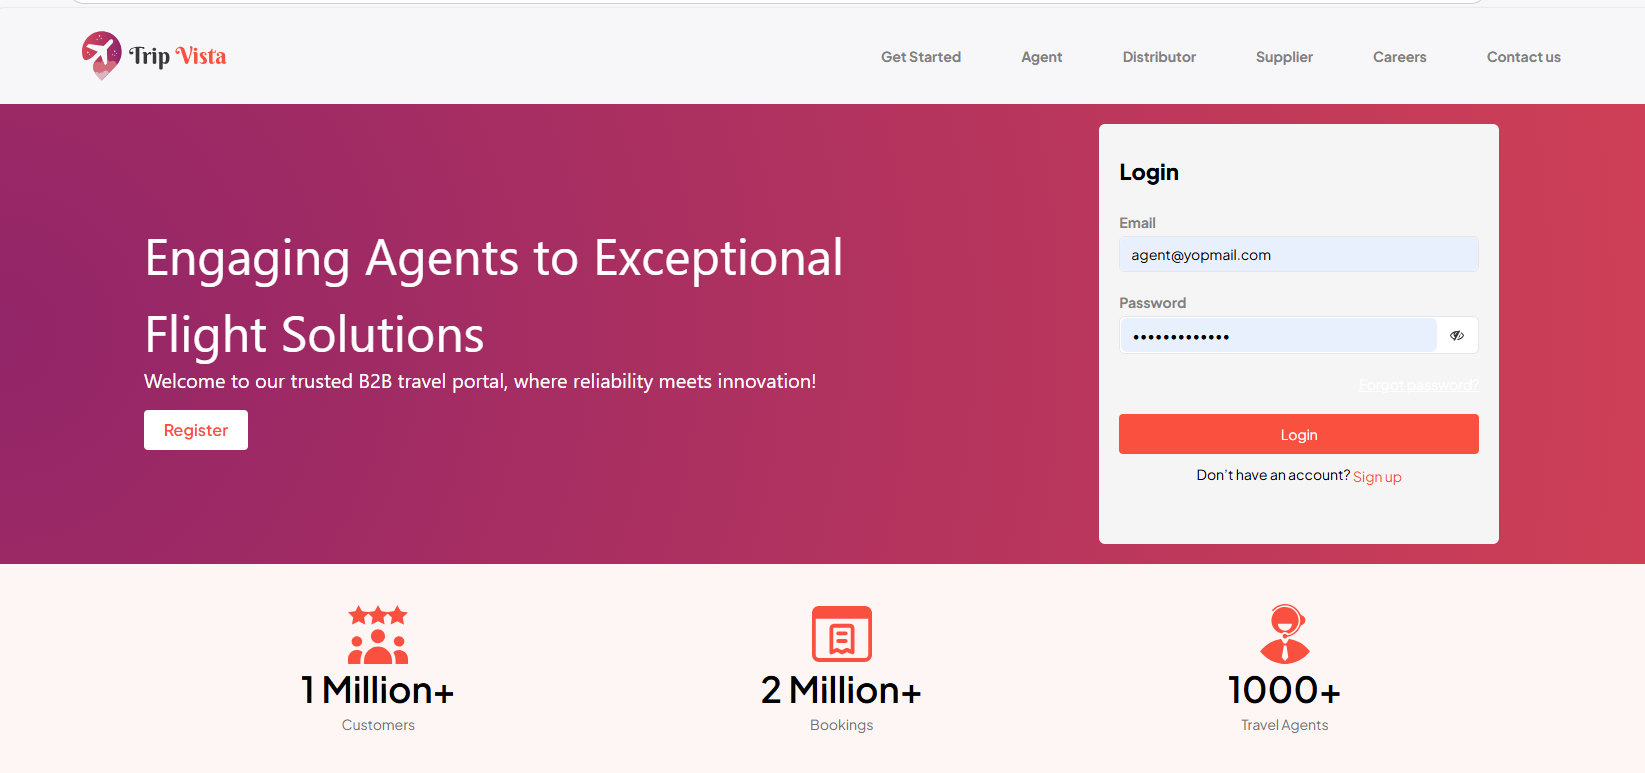 Trip Vista
Get Started
Agent
Distributor
Supplier
Careers
Contact us
Engaging Agents to Exceptional
Flight Solutions
Welcome to our trusted B2B travel portal, where reliability meets innovation!
Register
Login
Email
agent@yopmail.com
Password
•••••••••••••
Forgot password?
Login
Don't have an account? Sign up
1 Million+
Customers
2 Million+
Bookings
1000+
Travel Agents